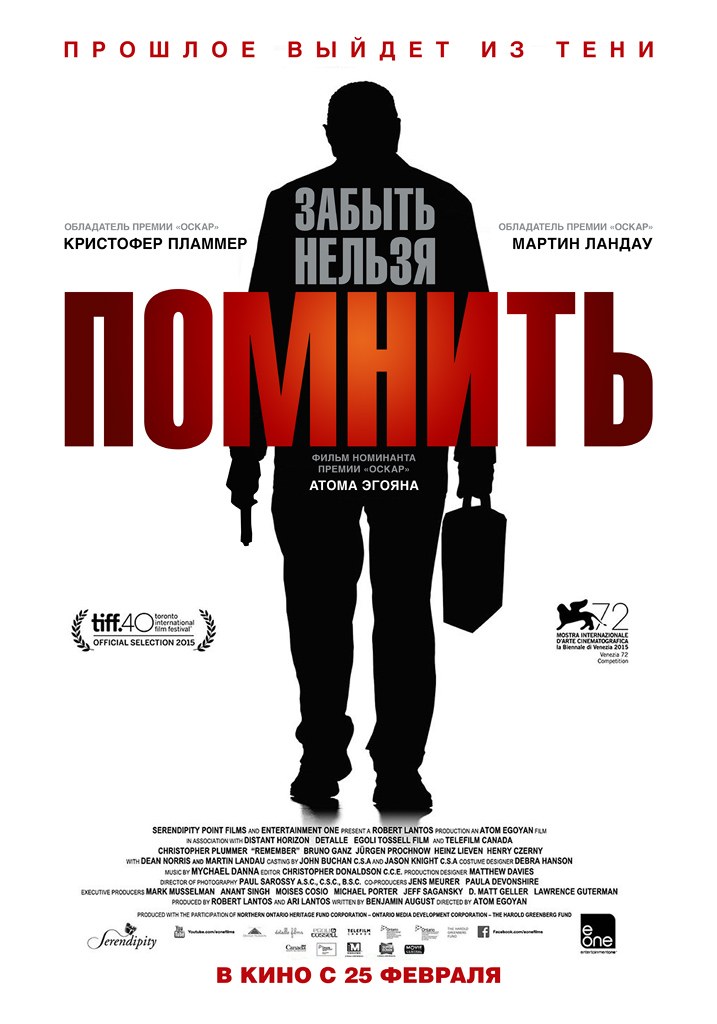 ПРОШЛОЕ ВЫЙДЕТ ИЗ ТЕНИ
ЗАБЫТЬ
НЕЛЬЗЯ
ОБЛАДАТЕЛЬ ПРЕМИИ «ОСКАР»
КРИСТОФЕР ПЛАММЕР
ОБЛАДАТЕЛЬ ПРЕМИИ «ОСКАР»
МАРТИН ЛАНДАУ
ПОМНИТЬ
ФИЛЬМ НОМИНАНТА
ПРЕМИИ «ОСКАР»
АТОМА ЭГОЯНА
tiff.40 toronto
international
film festival
OFFICIAL SELECTION 2015
72
MOSTRA INTERNAZIONALE
D'ARTE CINEMATOGRAFICA
la Biennale di Venezia 2015
Venezia 72
Competition
SERENDIPITY POINT FILMS AND ENTERTAINMENT ONE PRESENT A ROBERT LANTOS PRODUCTION AN ATOM EGOYAN FILM
IN ASSOCIATION WITH DISTANT HORIZON DETALLE EGOLI TOSSELL FILM AND TELEFILM CANADA
CHRISTOPHER PLUMMER "REMEMBER" BRUNO GANZ JÜRGEN PROCHNOW HEINZ LIEVEN HENRY CZERNY
WITH DEAN NORRIS AND MARTIN LANDAU CASTING BY JOHN BUCHAN C.S.A AND JASON KNIGHT C.S.A COSTUME DESIGNER DEBRA HANSON
MUSIC BY MYCHAEL DANNA EDITOR CHRISTOPHER DONALDSON C.C.E. PRODUCTION DESIGNER MATTHEW DAVIES
DIRECTOR OF PHOTOGRAPHY PAUL SAROSSY A.S.C., C.S.C., B.S.C. CO-PRODUCERS JENS MEURER PAULA DEVONSHIRE
EXECUTIVE PRODUCERS MARK MUSSELMAN ANANT SINGH MOISES COSIO MICHAEL PORTER JEFF SAGANSKY D. MATT GELLER LAWRENCE GUTERMAN
PRODUCED BY ROBERT LANTOS AND ARI LANTOS WRITTEN BY BENJAMIN AUGUST DIRECTED BY ATOM EGOYAN
PRODUCED WITH THE PARTICIPATION OF NORTHERN ONTARIO HERITAGE FUND CORPORATION – ONTARIO MEDIA DEVELOPMENT CORPORATION – THE HAROLD GREENBERG FUND
Serendipity
Youtube.com/eonefilms
TELEFILM
Facebook.com/eonefilms
Canada
e one
entertainmentone
В КИНО С 25 ФЕВРАЛЯ